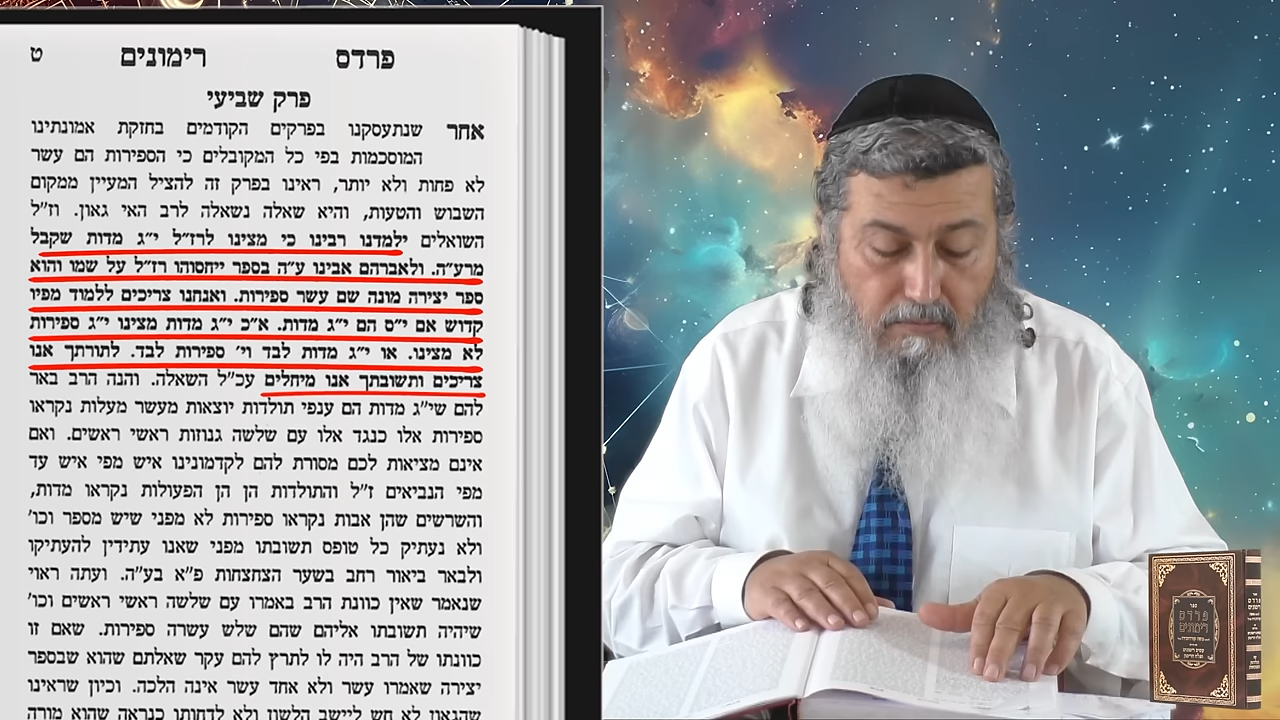 פרדס רימונים ט
פרק שביעי
אחר שנתעסקנו בפרקים הקודמים בחזקת אמונתינו
המוסכמות בפי כל המקובלים כי הספירות הם עשר
לא פחות ולא יותר, ראינו בפרק זה להציל המעיין ממקום
השבוש והטעות, והיא שאלה נשאלה לרב האי גאון. וז״ל
השואלים ילמדנו רבינו כי מצינו לרז״ל י״ג מדות שקבל
מרע״ה. ולאברהם אבינו ע״ה בספר ייחסוהו רז״ל על שמו והוא
ספר יצירה מונה שם עשר ספירות. ואנחנו צריכים ללמוד מפיו
קדוש אם י״ס הם י״ג מדות. א״כ י״ג מדות מצינו י״ג ספירות
לא מצינו. או י״ג מדות לבד וי׳ ספירות לבד. לתורתך אנו
צריכים ותשובתך אנו מיחלים עכ״ל השאלה. והנה הרב באר
להם שי״ג מדות הם ענפי תולדות יוצאות מעשר מעלות נקראו
ספירות אלו כנגד אלו עם שלשה גנוזות ראשי ראשים. ואם
אינם מציאות לכם מסורת להם לקדמונינו איש מפי איש עד
מפי הנביאים ז״ל והתולדות הן הן הפעולות נקראו מדות,
והשרשים שהן אבות נקראו ספירות לא מפני שיש מספר וכו׳
ולא נעתיק כל טופס תשובתו מפני שאנו עתידין להעתיקו
ולבאר ביאור רחב בשער הצחצחות פ״א בע״ה. ועתה ראוי
שנאמר שאין כוונת הרב באמרו עם שלשה ראשי ראשים וכו׳
שיהיה תשובתו אליהם שהם שלש עשרה ספירות. שאם זו
כוונתו של הרב היה לו לתרץ להם עקר שאלתם שהוא שבספר
יצירה שאמרו עשר ולא אחד עשר אינה הלכה. וכיון שראינו
שהגאון לא חש ליישב הלשון ולא לדחותו כנראה שהוא מורה
ספר
פרדס
רימונים